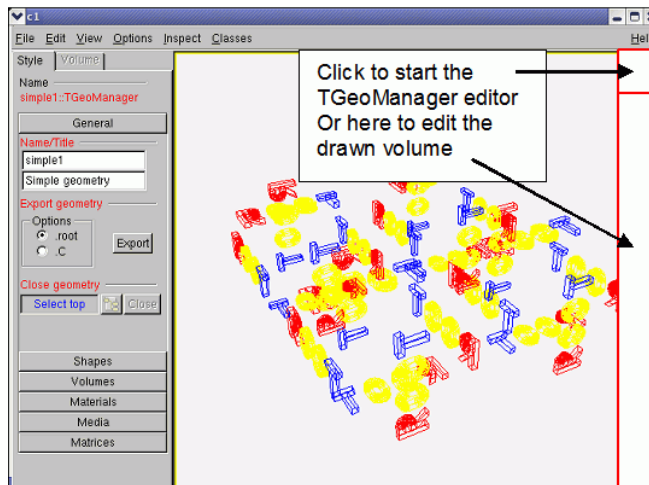 c1
File Edit View Options Inspect Classes
Style Volume
Name
simple1::TGeoManager
General
Name/Title
simple1
Simple geometry
Export geometry
Options
.root
.C
Export
Close geometry
Select top Close
Shapes
Volumes
Materials
Media
Matrices
Click to start the
TGeoManager editor
Or here to edit the
drawn volume